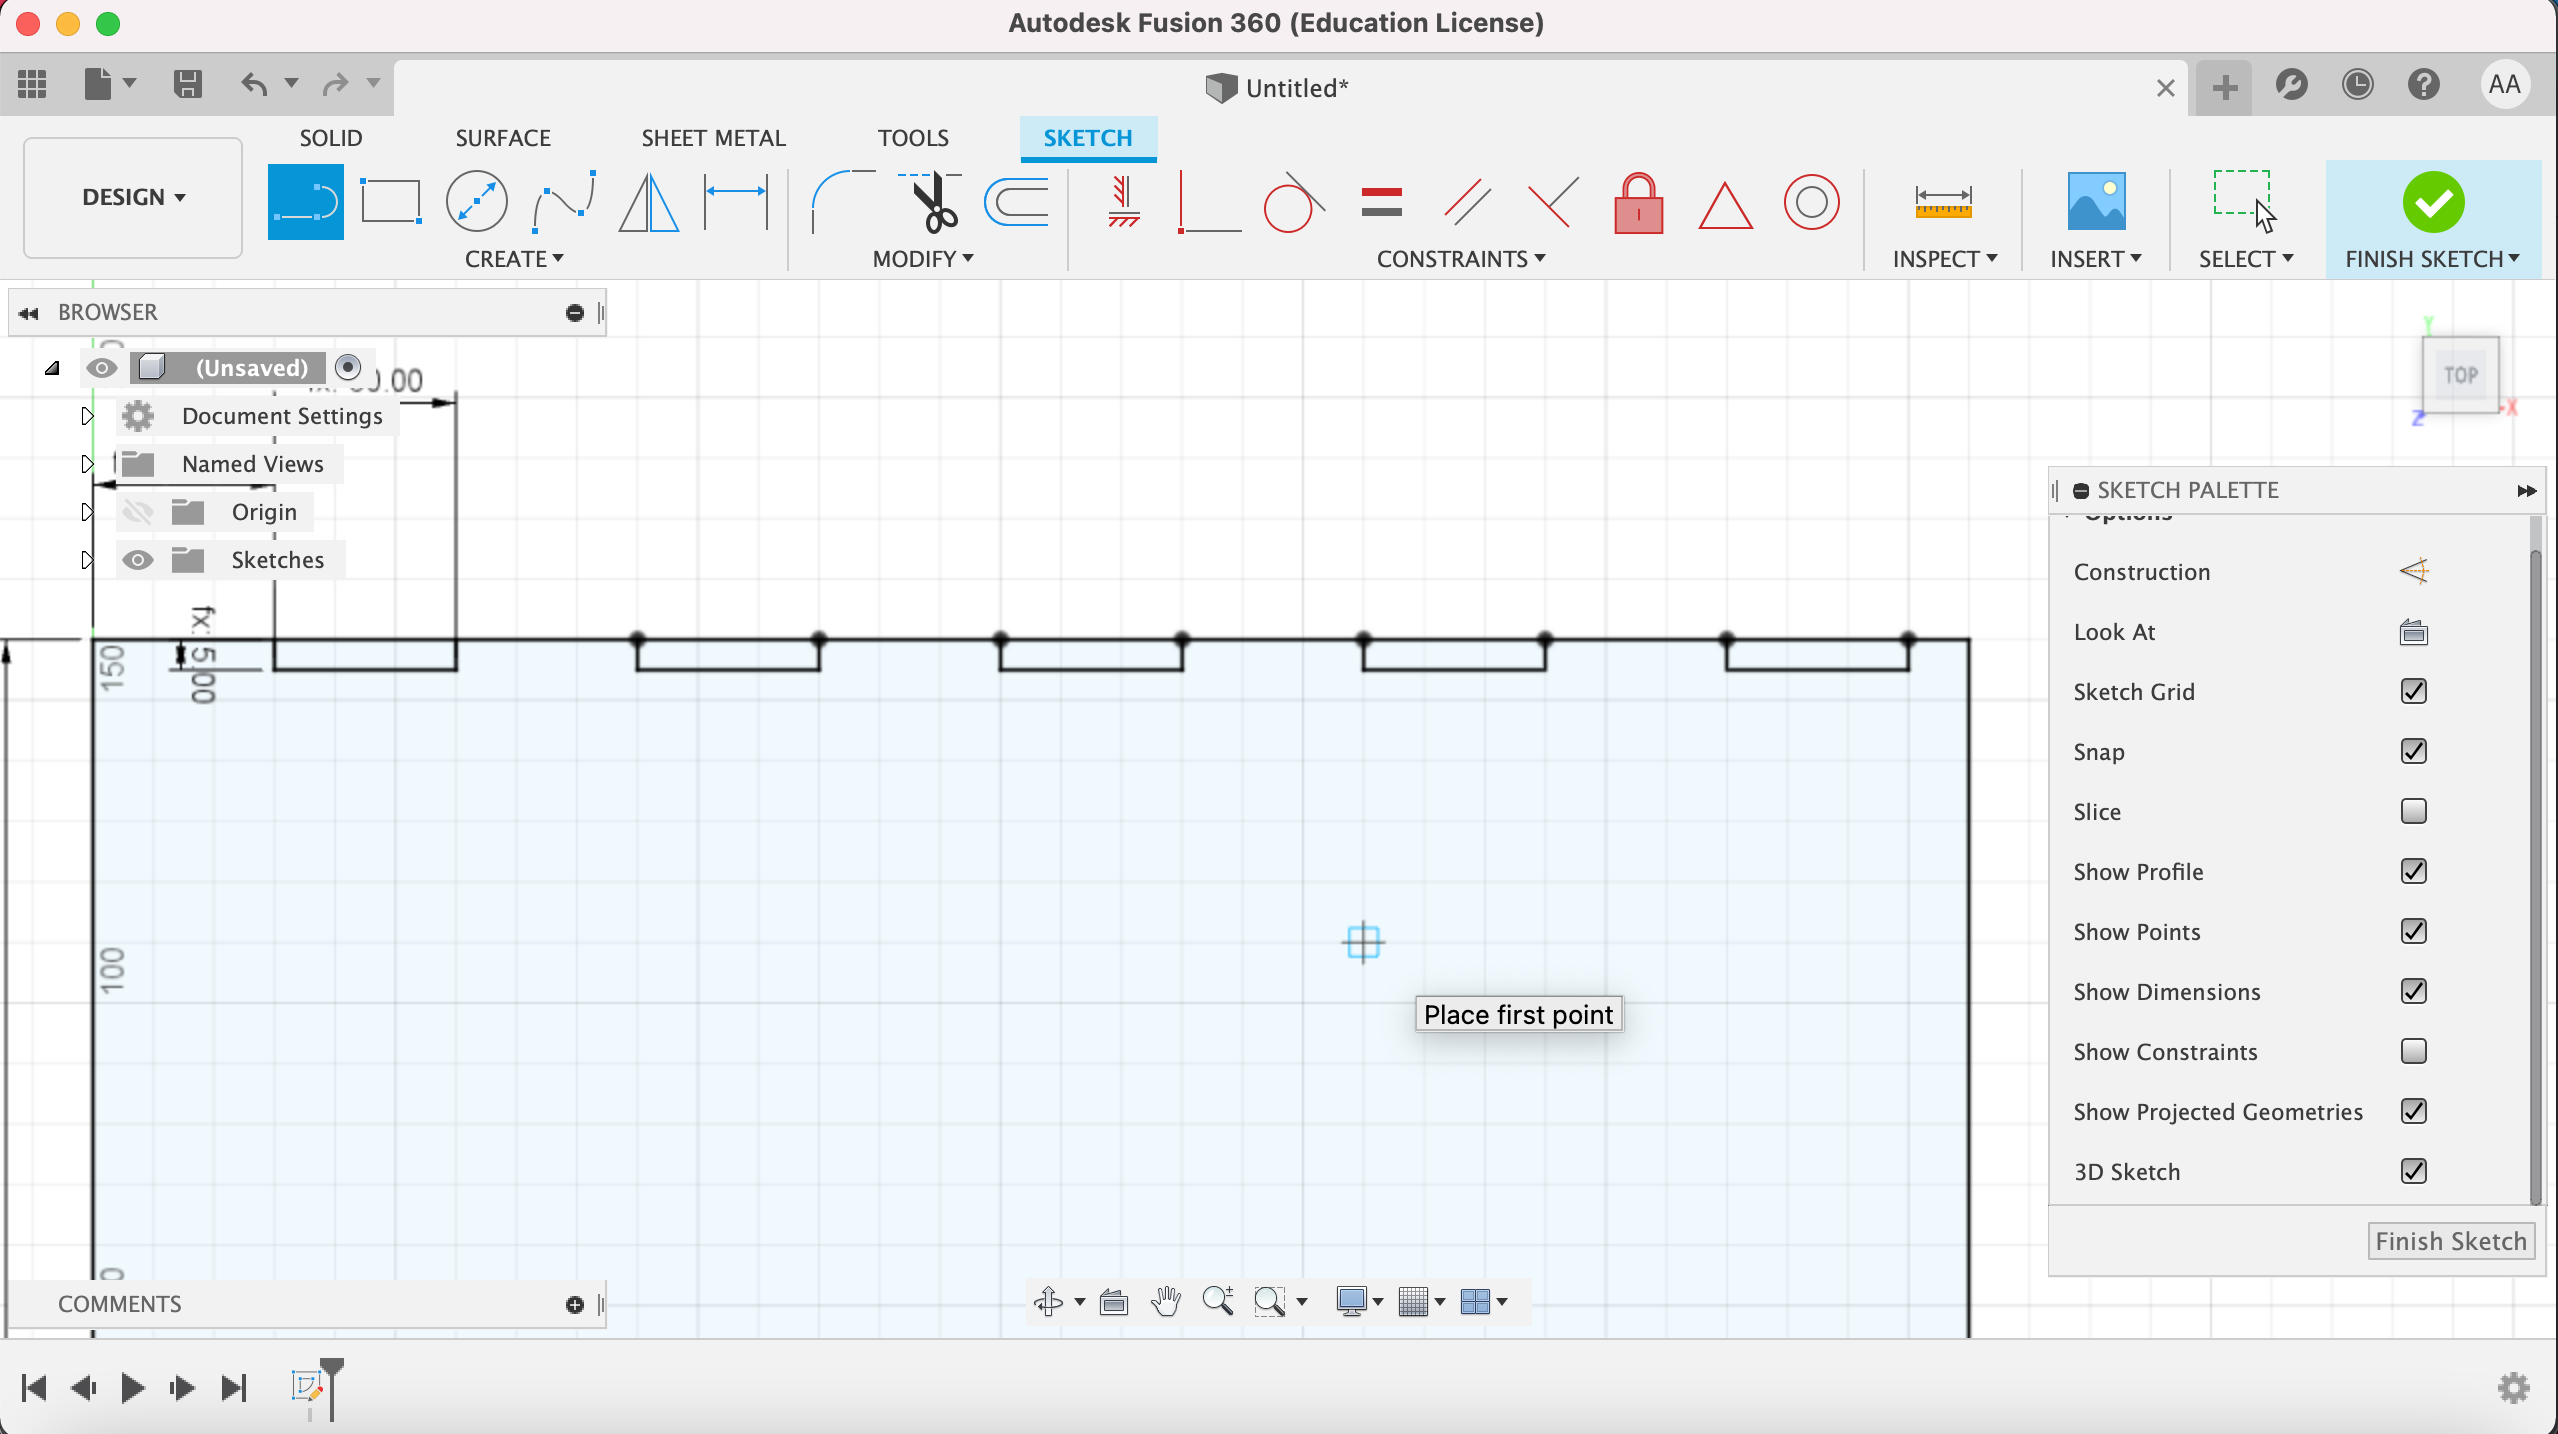 Autodesk Fusion 360 (Education License)
Untitled*
AA
SOLID
SURFACE
SHEET METAL
TOOLS
SKETCH
DESIGN
CREATE
MODIFY
CONSTRAINTS
INSPECT
INSERT
SELECT
FINISH SKETCH
BROWSER
(Unsaved)
Document Settings
Named Views
Origin
Sketches
fx: 5.00
150
100
TOP
Y
X
Z
SKETCH PALETTE
Options
Construction
Look At
Sketch Grid
Snap
Slice
Show Profile
Show Points
Show Dimensions
Show Constraints
Show Projected Geometries
3D Sketch
Finish Sketch
Place first point
COMMENTS